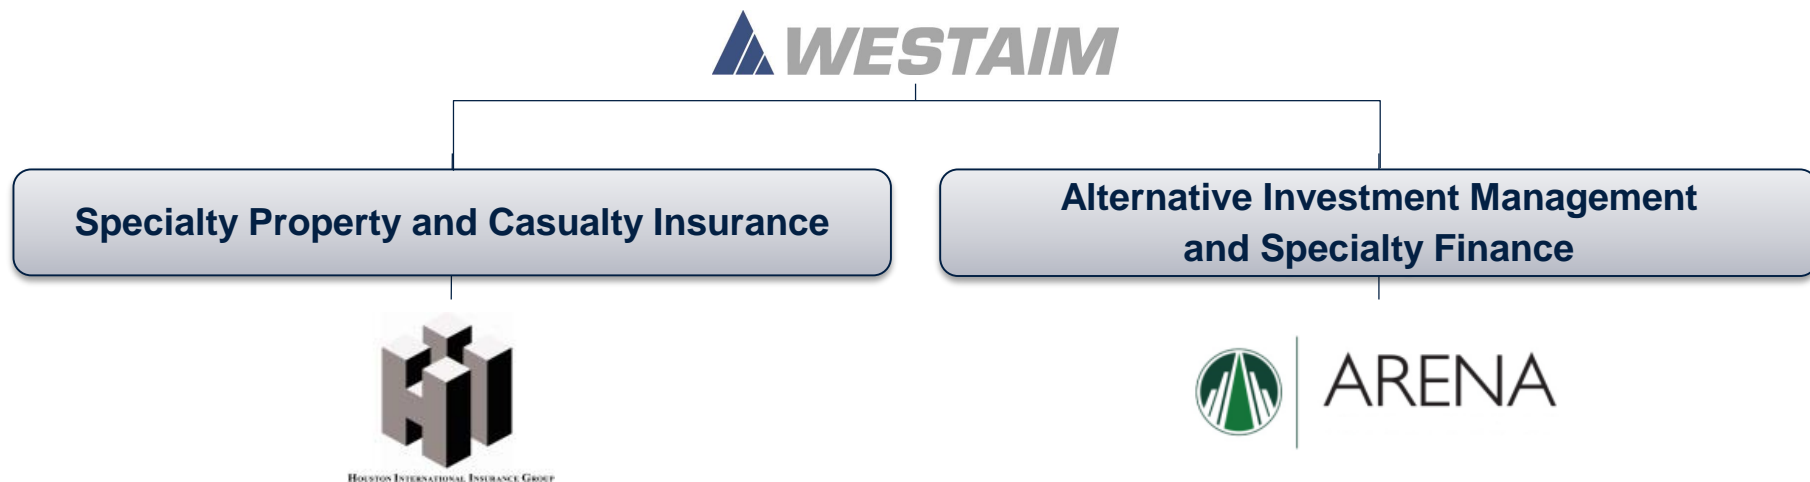 WESTAIM
Specialty Property and Casualty Insurance
Alternative Investment Management
and Specialty Finance
HOUSTON INTERNATIONAL INSURANCE GROUP
ARENA